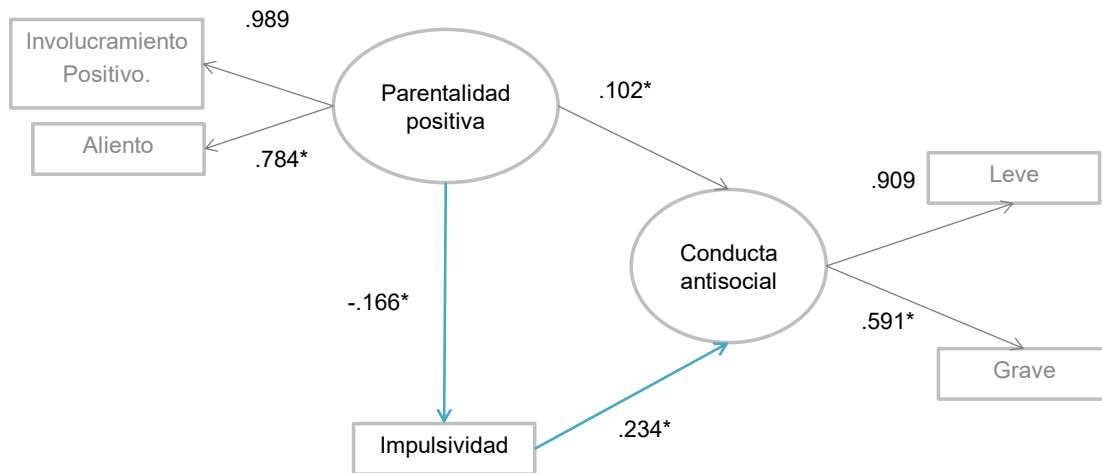 .989
Involucramiento
Positivo.
Parentalidad
positiva
.102*
Aliento
.784*
.909
Leve
Conducta
antisocial
-.166*
.591*
Grave
Impulsividad
.234*